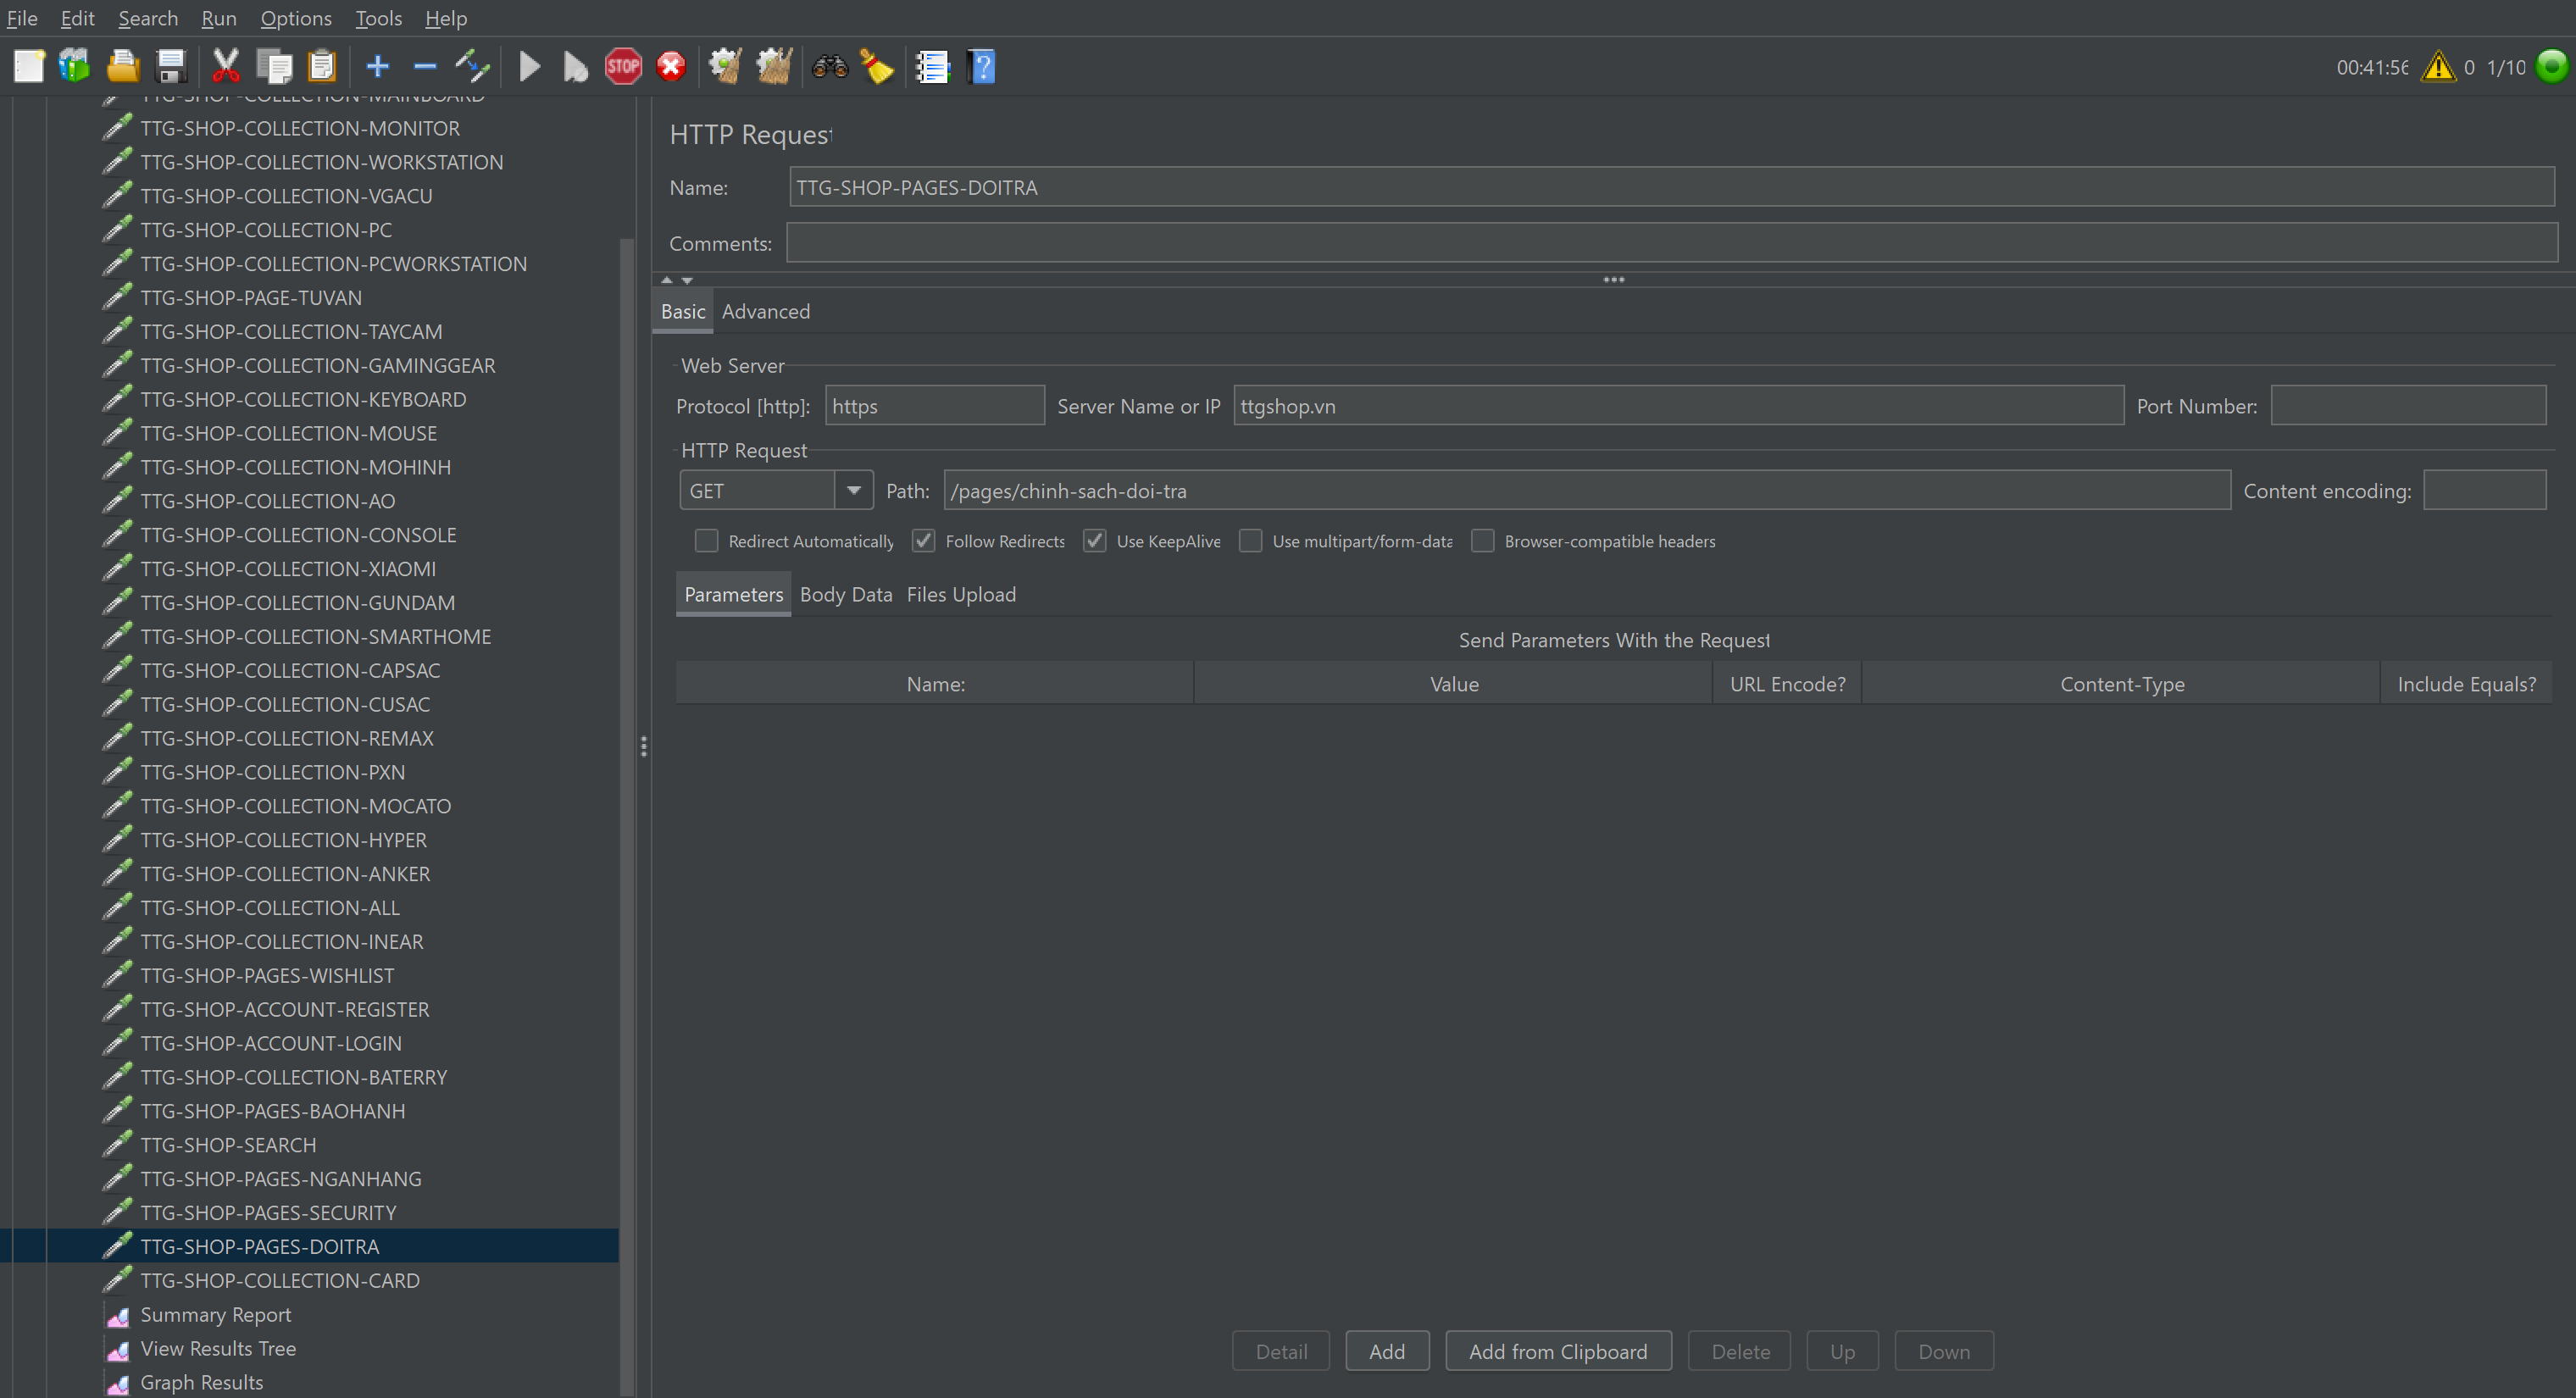 File Edit Search Run Options Tools Help
STOP
00:41:56 0 1/10
TTG-SHOP-COLLECTION-MAINBOARD
TTG-SHOP-COLLECTION-MONITOR
TTG-SHOP-COLLECTION-WORKSTATION
TTG-SHOP-COLLECTION-VGACU
TTG-SHOP-COLLECTION-PC
TTG-SHOP-COLLECTION-PCWORKSTATION
TTG-SHOP-PAGE-TUVAN
TTG-SHOP-COLLECTION-TAYCAM
TTG-SHOP-COLLECTION-GAMINGGEAR
TTG-SHOP-COLLECTION-KEYBOARD
TTG-SHOP-COLLECTION-MOUSE
TTG-SHOP-COLLECTION-MOHINH
TTG-SHOP-COLLECTION-AO
TTG-SHOP-COLLECTION-CONSOLE
TTG-SHOP-COLLECTION-XIAOMI
TTG-SHOP-COLLECTION-GUNDAM
TTG-SHOP-COLLECTION-SMARTHOME
TTG-SHOP-COLLECTION-CAPSAC
TTG-SHOP-COLLECTION-CUSAC
TTG-SHOP-COLLECTION-REMAX
TTG-SHOP-COLLECTION-PXN
TTG-SHOP-COLLECTION-MOCATO
TTG-SHOP-COLLECTION-HYPER
TTG-SHOP-COLLECTION-ANKER
TTG-SHOP-COLLECTION-ALL
TTG-SHOP-COLLECTION-INEAR
TTG-SHOP-PAGES-WISHLIST
TTG-SHOP-ACCOUNT-REGISTER
TTG-SHOP-ACCOUNT-LOGIN
TTG-SHOP-COLLECTION-BATERRY
TTG-SHOP-PAGES-BAOHANH
TTG-SHOP-SEARCH
TTG-SHOP-PAGES-NGANHANG
TTG-SHOP-PAGES-SECURITY
TTG-SHOP-PAGES-DOITRA
TTG-SHOP-COLLECTION-CARD
Summary Report
View Results Tree
Graph Results
HTTP Request
Name: TTG-SHOP-PAGES-DOITRA
Comments:
Basic Advanced
Web Server
Protocol [http]: https Server Name or IP ttgshop.vn Port Number:
HTTP Request
GET Path: /pages/chinh-sach-doi-tra Content encoding:
Redirect Automatically Follow Redirects Use KeepAlive Use multipart/form-data Browser-compatible headers
Parameters Body Data Files Upload
Send Parameters With the Request
Name: Value URL Encode? Content-Type Include Equals?
Detail Add Add from Clipboard Delete Up Down